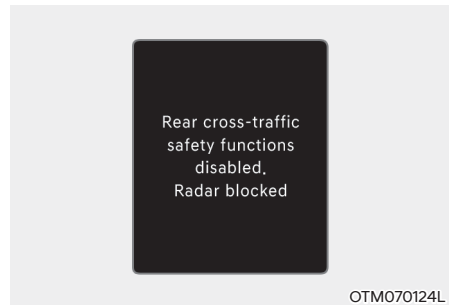 Rear cross-traffic
safety functions
disabled.
Radar blocked
OTM070124L